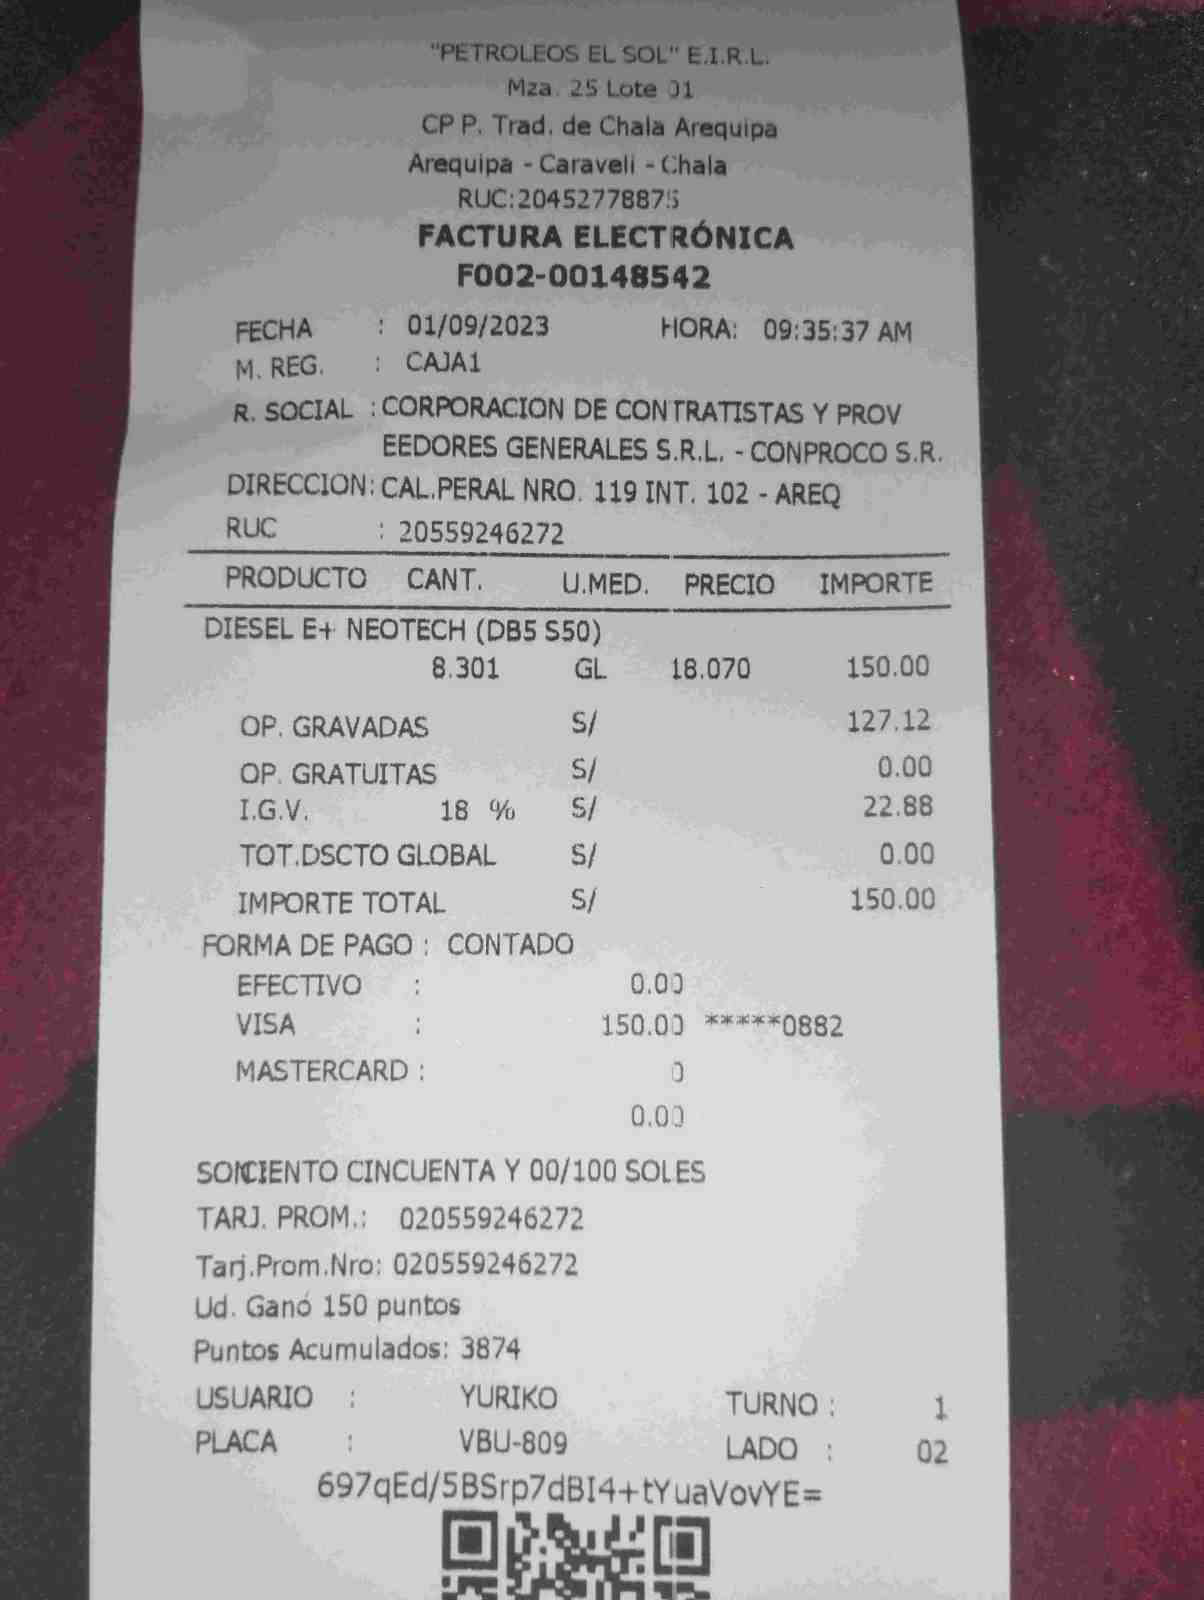 "PETROLEOS EL SOL" E.I.R.L.
Mza. 25 Lote 01
CP P. Trad. de Chala Arequipa
Arequipa - Caraveli - Chala
RUC:20452778875
FACTURA ELECTRÓNICA
F002-00148542
FECHA : 01/09/2023 HORA: 09:35:37 AM
M. REG. : CAJA1
R. SOCIAL :CORPORACION DE CONTRATISTAS Y PROV
EEDORES GENERALES S.R.L. - CONPROCO S.R.
DIRECCION: CAL.PERAL NRO. 119 INT. 102 - AREQ
RUC : 20559246272
PRODUCTO CANT. U.MED. PRECIO IMPORTE
DIESEL E+ NEOTECH (DB5 S50)
8.301 GL 18.070 150.00
OP. GRAVADAS S/ 127.12
OP. GRATUITAS S/ 0.00
I.G.V. 18 % S/ 22.88
TOT.DSCTO GLOBAL S/ 0.00
IMPORTE TOTAL S/ 150.00
FORMA DE PAGO : CONTADO
EFECTIVO : 0.00
VISA : 150.00 *****0882
MASTERCARD : 0
0.00
SON:CIENTO CINCUENTA Y 00/100 SOLES
TARJ. PROM.: 020559246272
Tarj.Prom.Nro: 020559246272
Ud. Ganó 150 puntos
Puntos Acumulados: 3874
USUARIO : YURIKO TURNO : 1
PLACA : VBU-809 LADO : 02
697qEd/5BSrp7dBI4+tYuaVovYE=